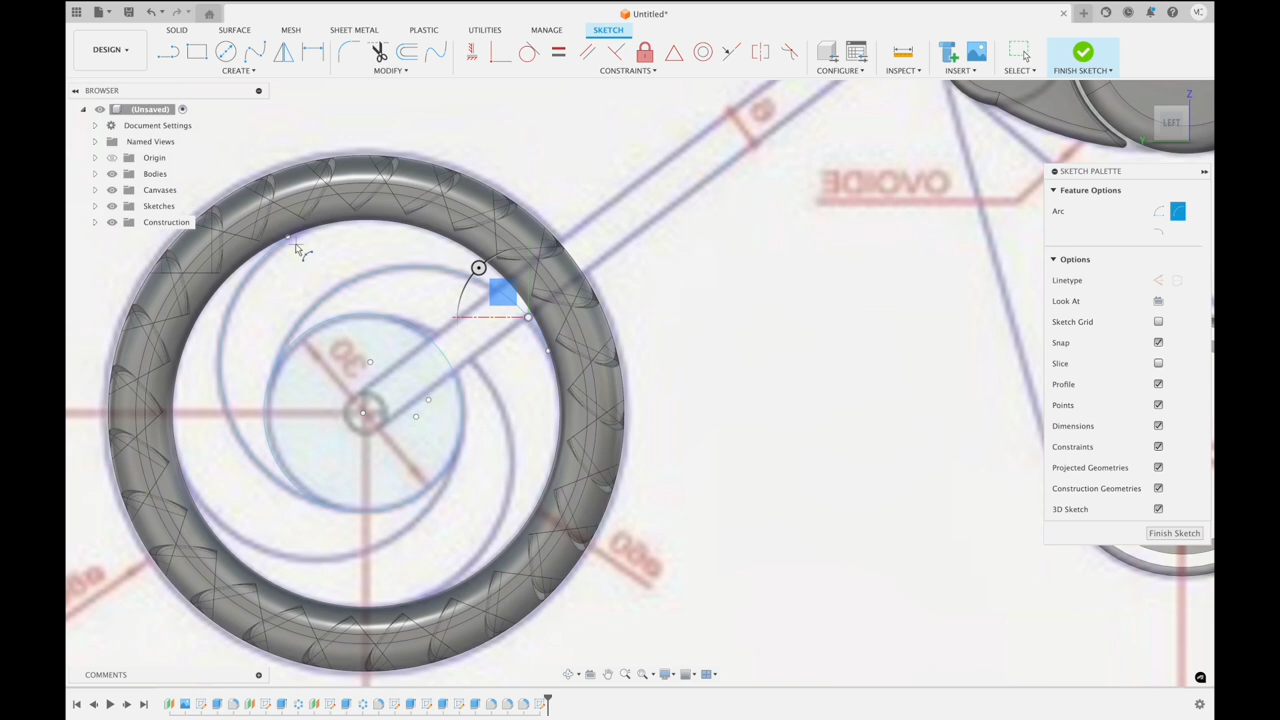 Untitled*
MC
DESIGN
SOLID
SURFACE
MESH
SHEET METAL
PLASTIC
UTILITIES
MANAGE
SKETCH
CREATE
MODIFY
CONSTRAINTS
CONFIGURE
INSPECT
INSERT
SELECT
FINISH SKETCH
BROWSER
(Unsaved)
Document Settings
Named Views
Origin
Bodies
Canvases
Sketches
Construction
Z
LEFT
Y
8
OVOIDE
30
SKETCH PALETTE
Feature Options
Arc
Options
Linetype
Look At
Sketch Grid
Snap
Slice
Profile
Points
Dimensions
Constraints
Projected Geometries
Construction Geometries
3D Sketch
Finish Sketch
COMMENTS